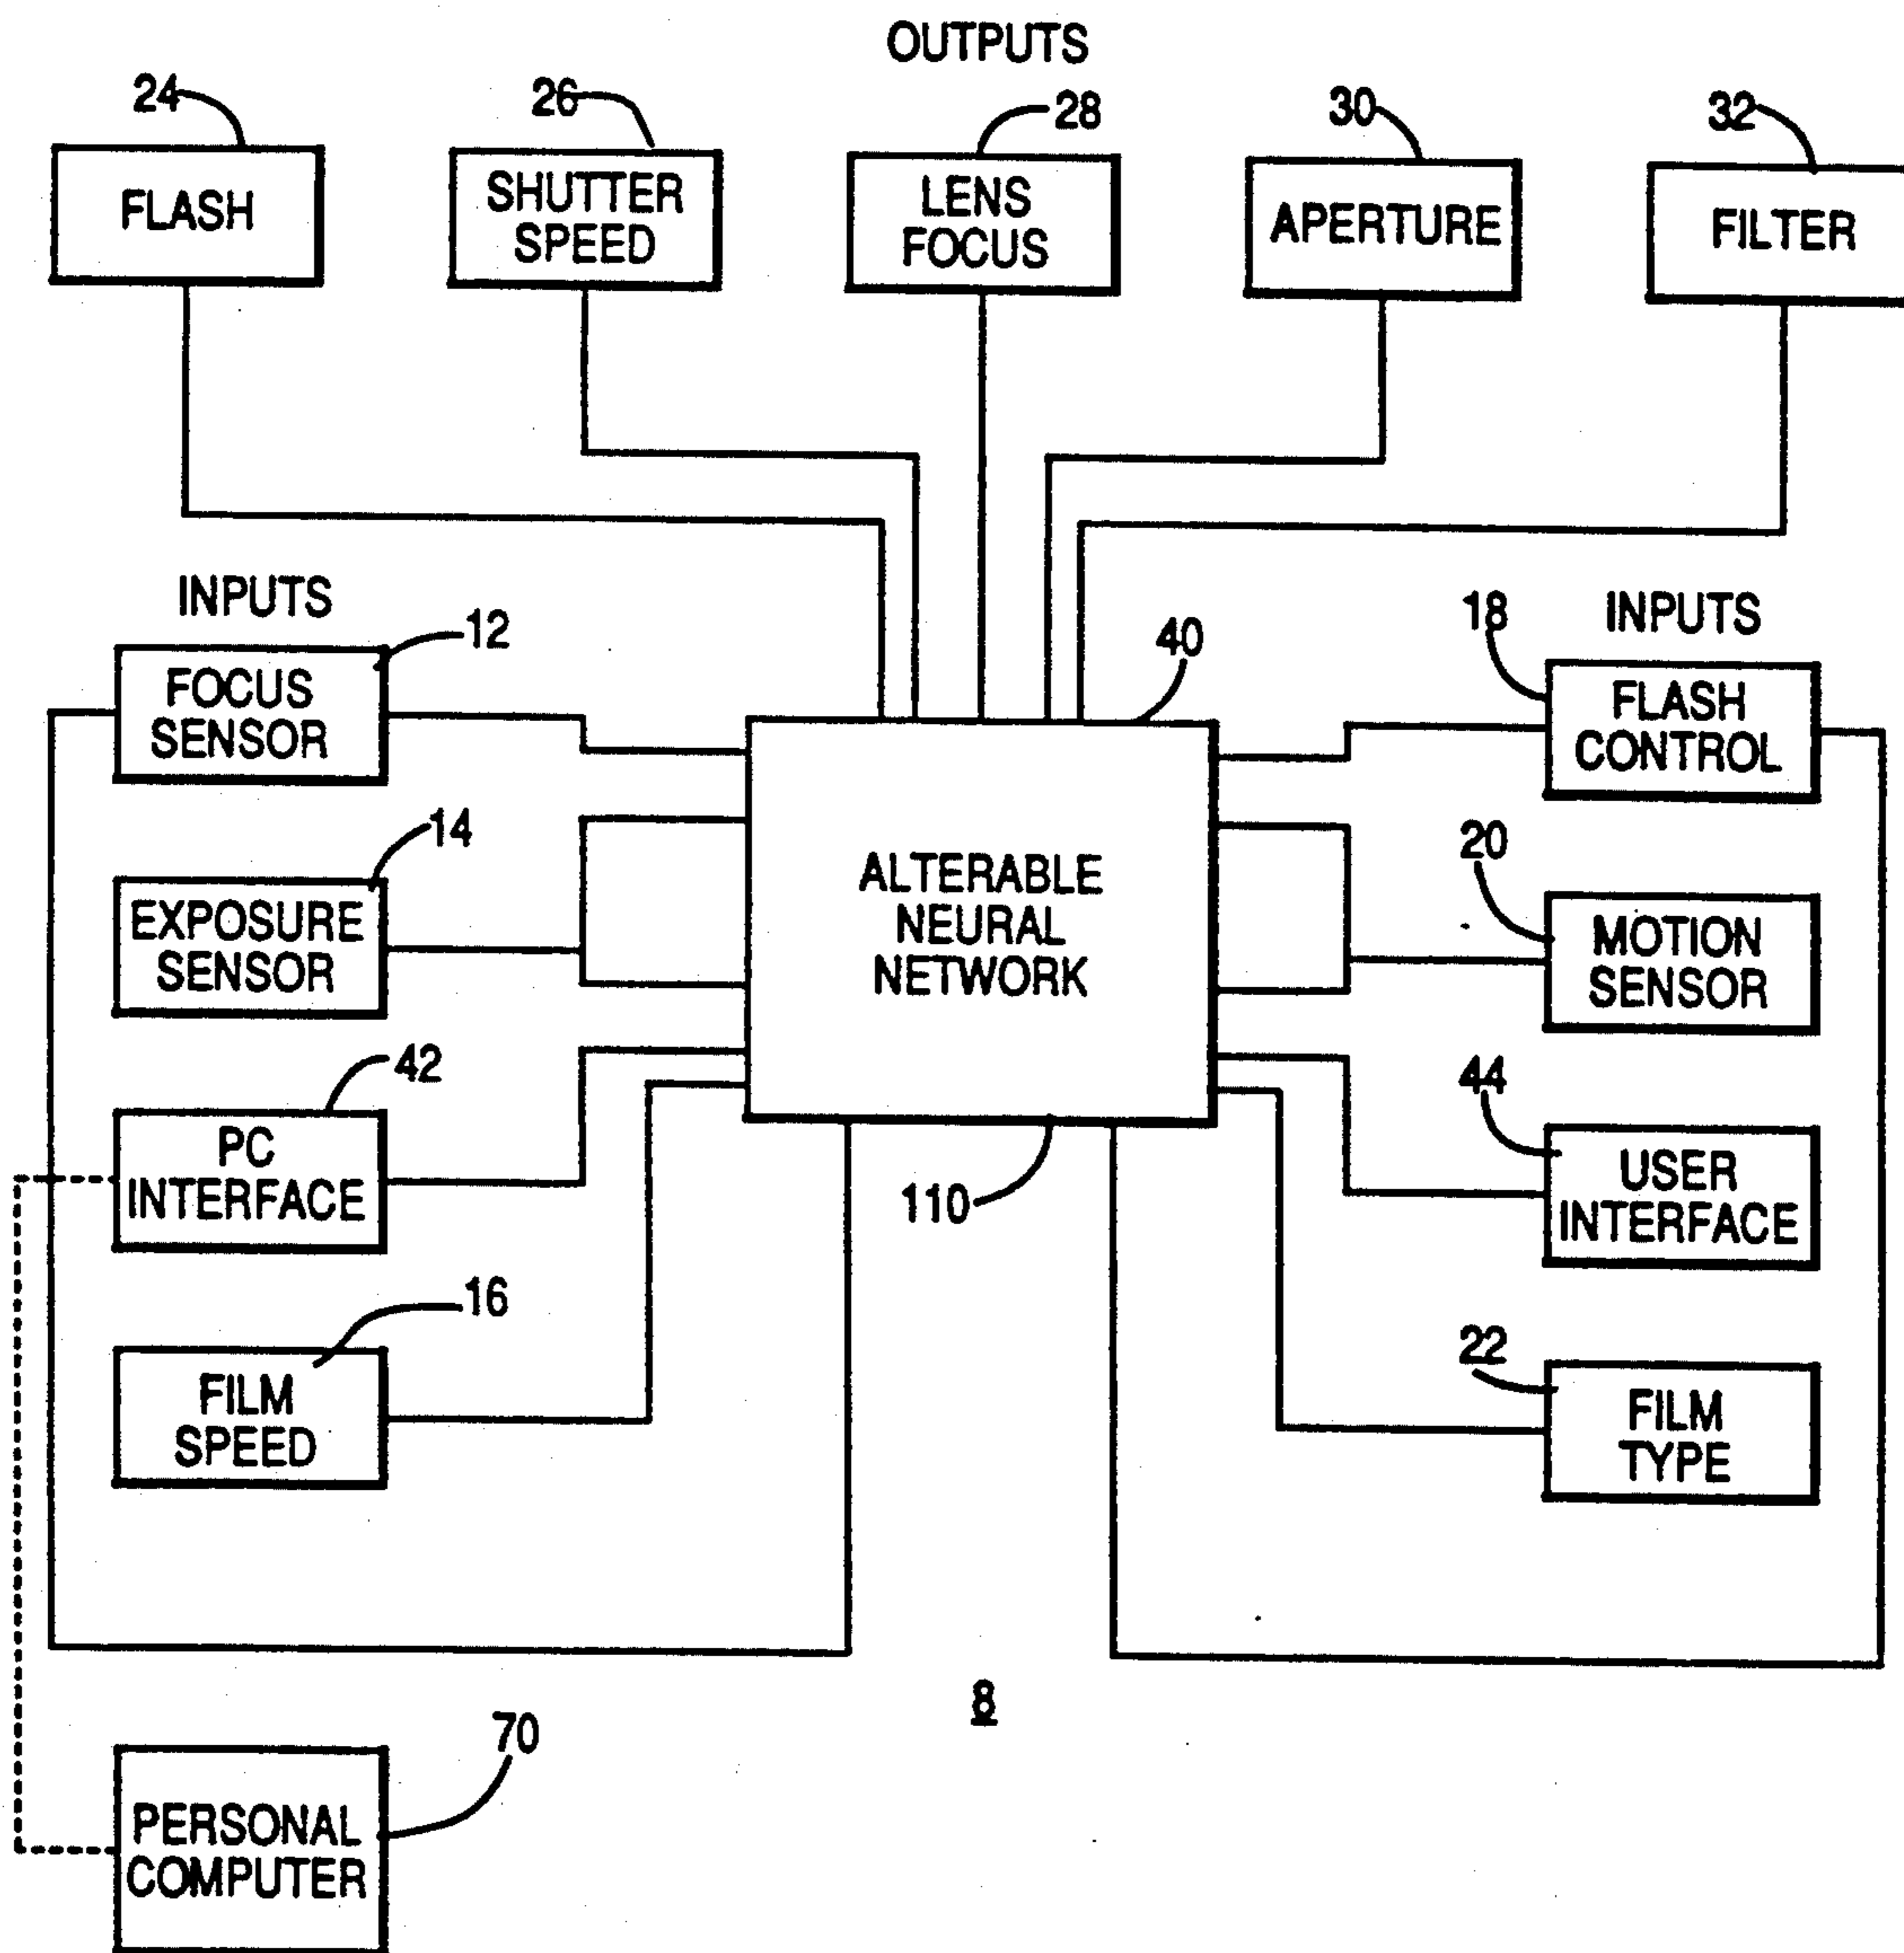 OUTPUTS
24
26
28
30
32
FLASH
SHUTTER
SPEED
LENS
FOCUS
APERTURE
FILTER
INPUTS
12
FOCUS
SENSOR
14
EXPOSURE
SENSOR
42
PC
INTERFACE
16
FILM
SPEED
40
ALTERABLE
NEURAL
NETWORK
110
INPUTS
18
FLASH
CONTROL
20
MOTION
SENSOR
44
USER
INTERFACE
22
FILM
TYPE
8
70
PERSONAL
COMPUTER